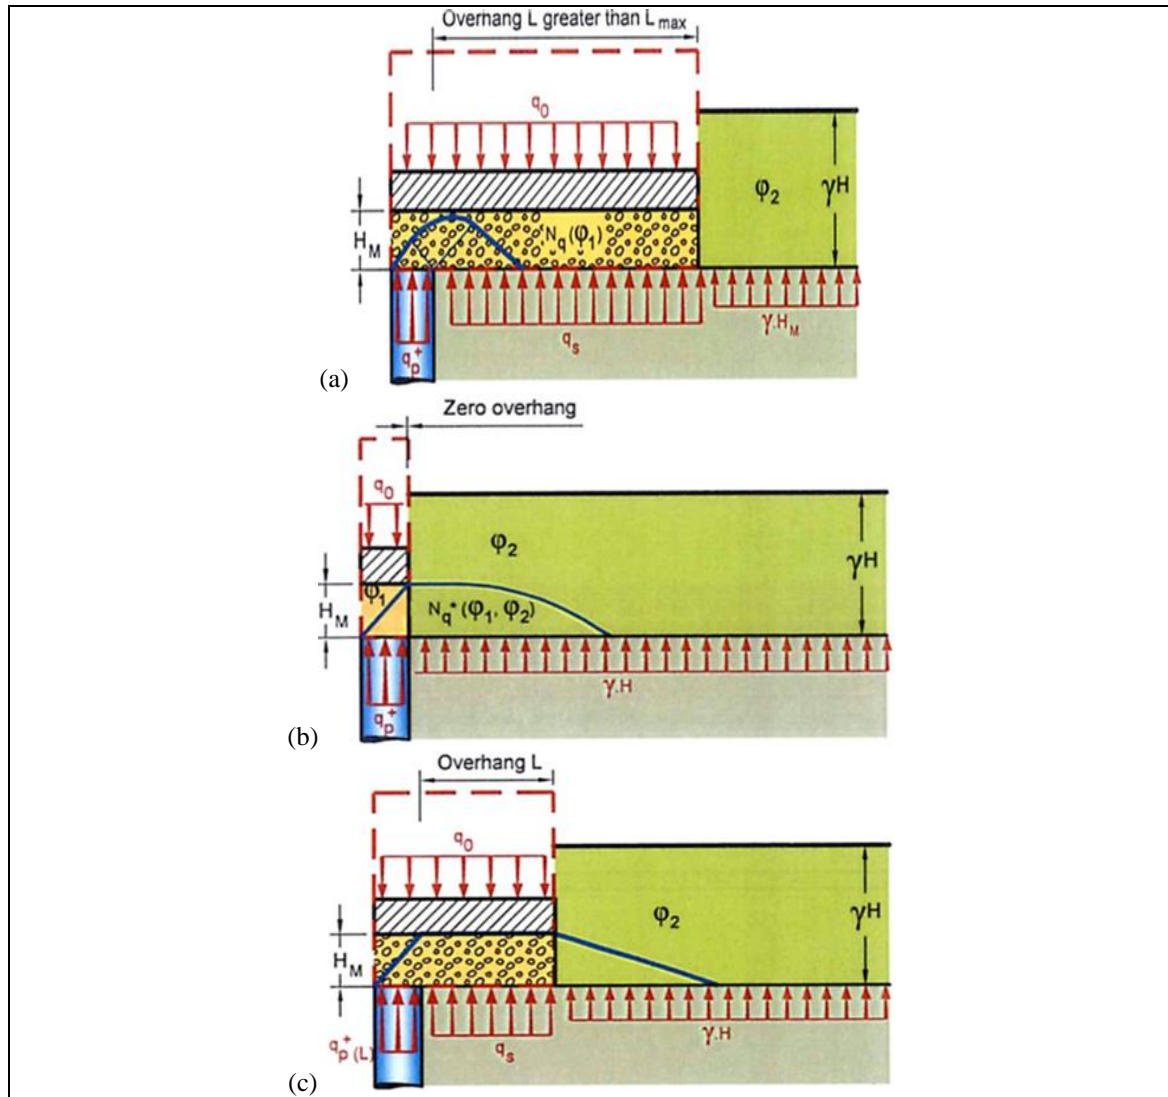 Overhang L greater than Lmax
q0
φ2
γH
HM
Nq(φ1)
γ.HM
qs
qp+
(a)
Zero overhang
q0
φ2
γH
φ1
HM
Nq*(φ1, φ2)
γ.H
qp+
(b)
Overhang L
q0
φ2
γH
HM
γ.H
qp+(L)
qs
(c)